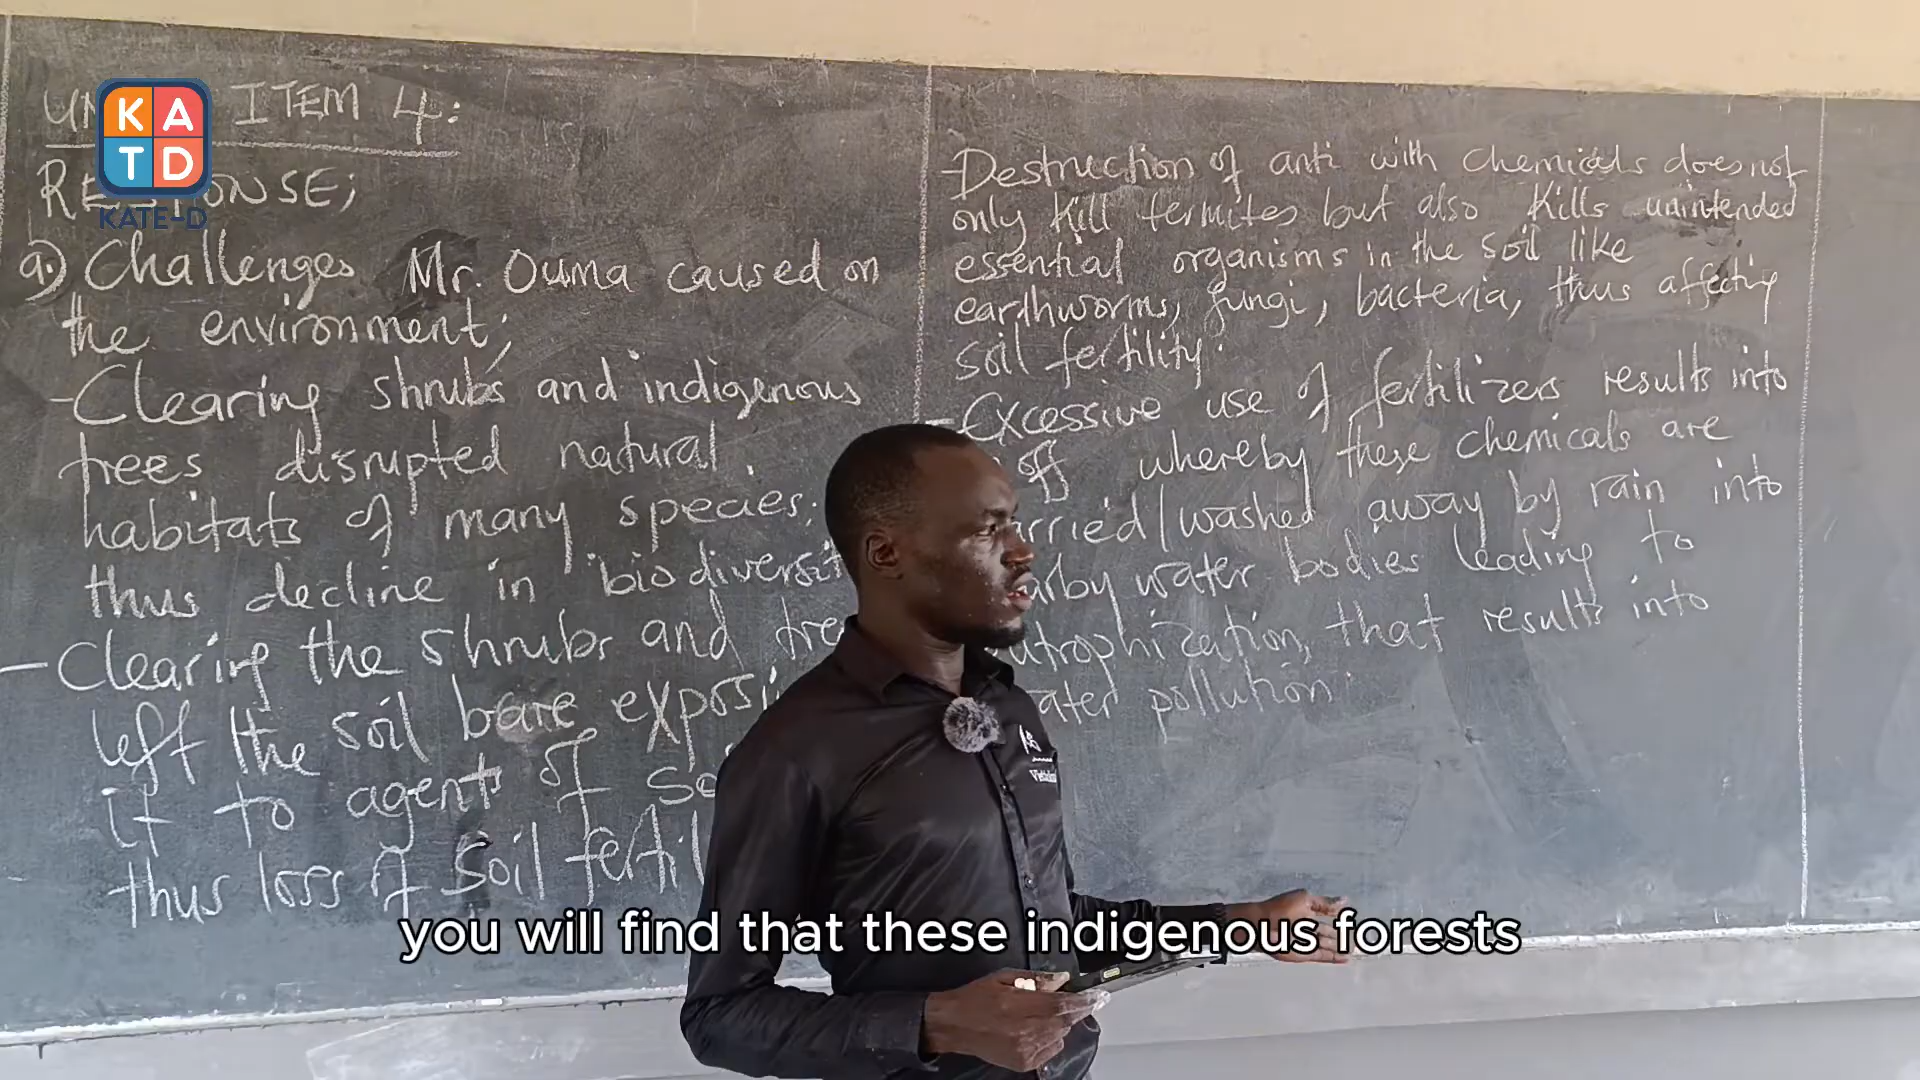 ITEM 4:
RESPONSE;
KA
TD
KATE-D
a) Challenges Mr. Ouma caused on
the environment;
- Clearing shrubs and indigenous
trees disrupted natural
habitats of many species;
thus decline in biodiversit
- Clearing the shrubs and tre
left the soil bare exposi
it to agents of so
thus loss of soil fertil
- Destruction of anti with chemicals does not
only kill termites but also kills unintended
essential organisms in the soil like
earthworms, fungi, bacteria, thus affecting
soil fertility.
- Excessive use of fertilizers results into
off whereby these chemicals are
rried/washed away by rain into
arby water bodies leading to
utrophization, that results into
ater pollution.
you will find that these indigenous forests